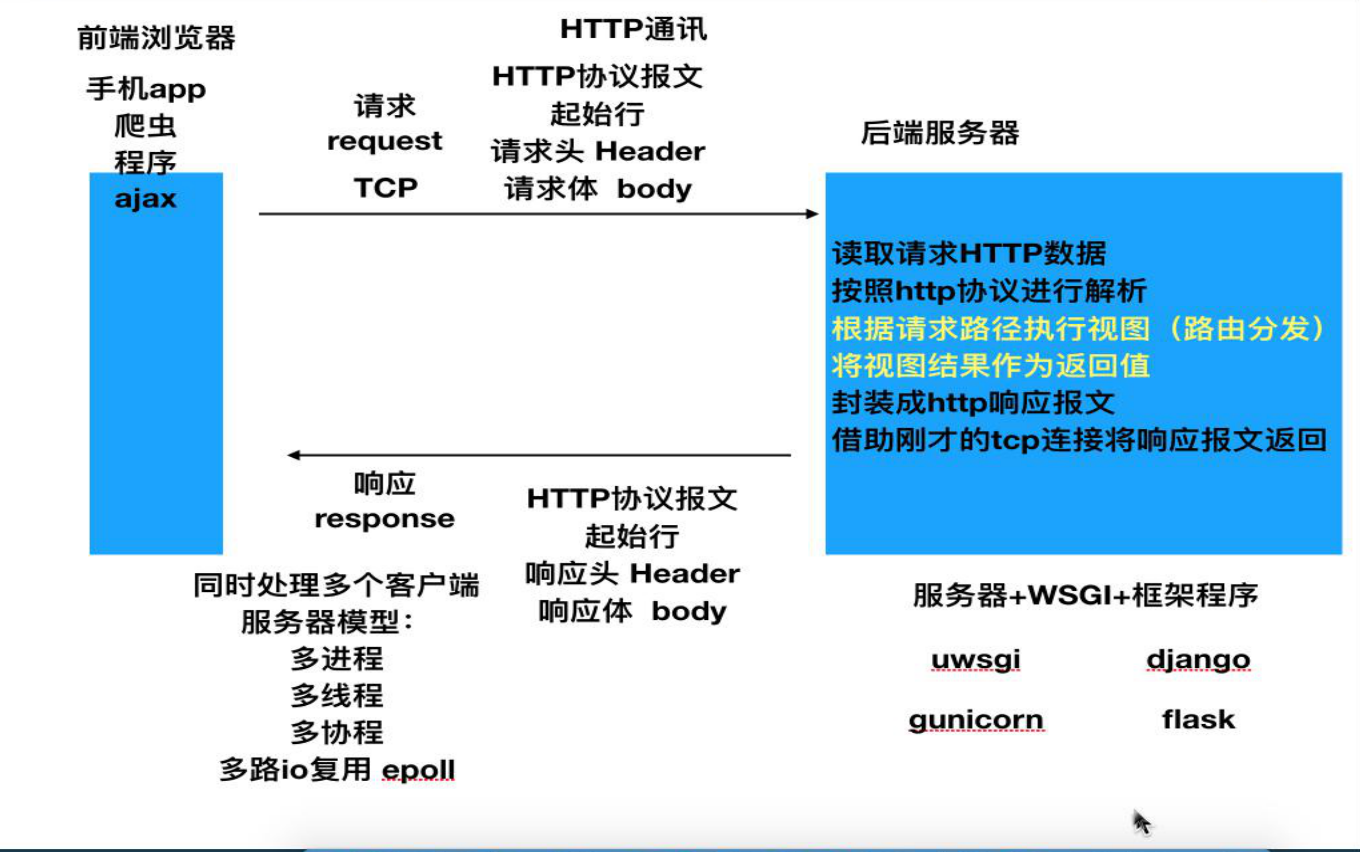 前端浏览器
手机app
爬虫
程序
ajax
请求
request
TCP
HTTP通讯
HTTP协议报文
起始行
请求头 Header
请求体 body
后端服务器
读取请求HTTP数据
按照http协议进行解析
根据请求路径执行视图（路由分发）
将视图结果作为返回值
封装成http响应报文
借助刚才的tcp连接将响应报文返回
响应
response
HTTP协议报文
起始行
响应头 Header
响应体 body
同时处理多个客户端
服务器模型：
多进程
多线程
多协程
多路io复用 epoll
服务器+WSGI+框架程序
uwsgi django
gunicorn flask